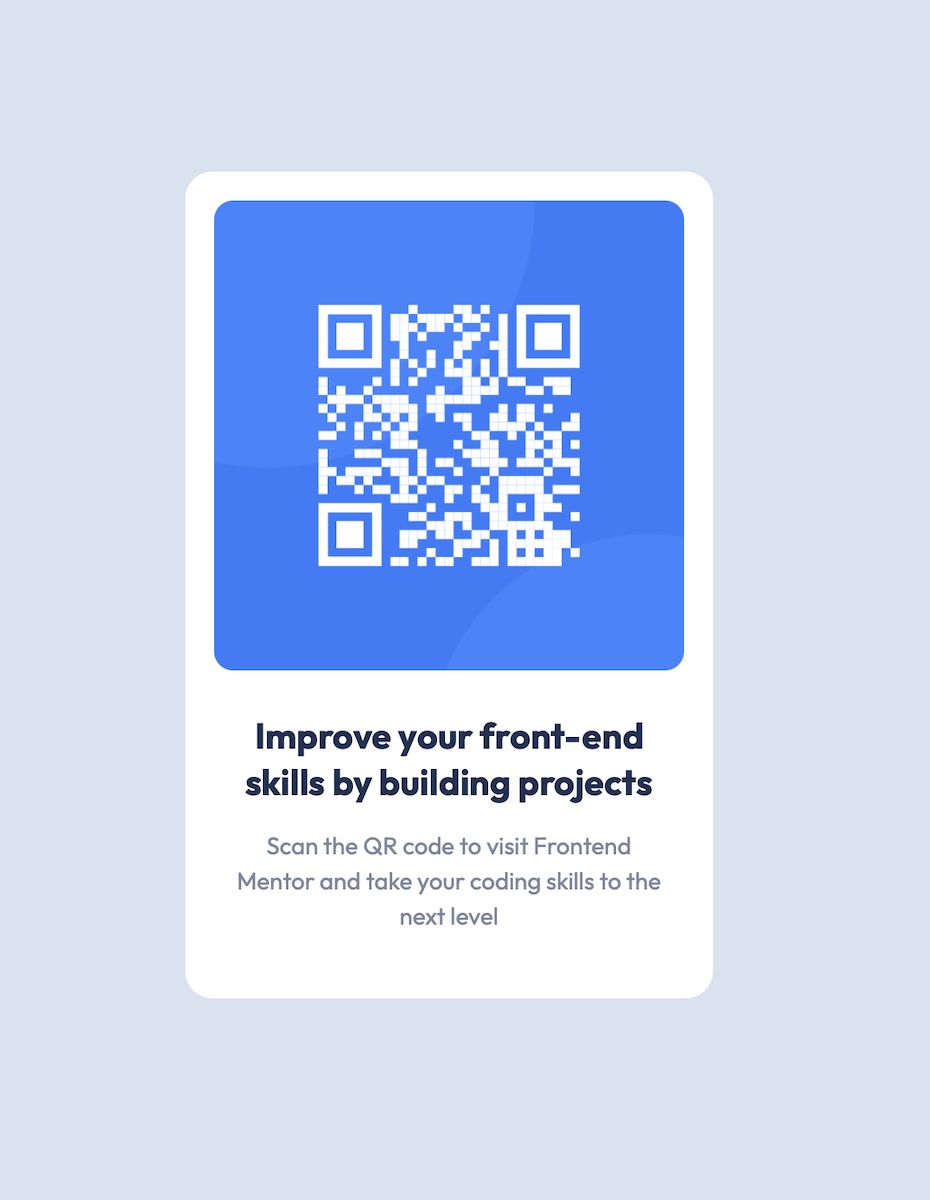 Improve your front-end
skills by building projects
Scan the QR code to visit Frontend
Mentor and take your coding skills to the
next level